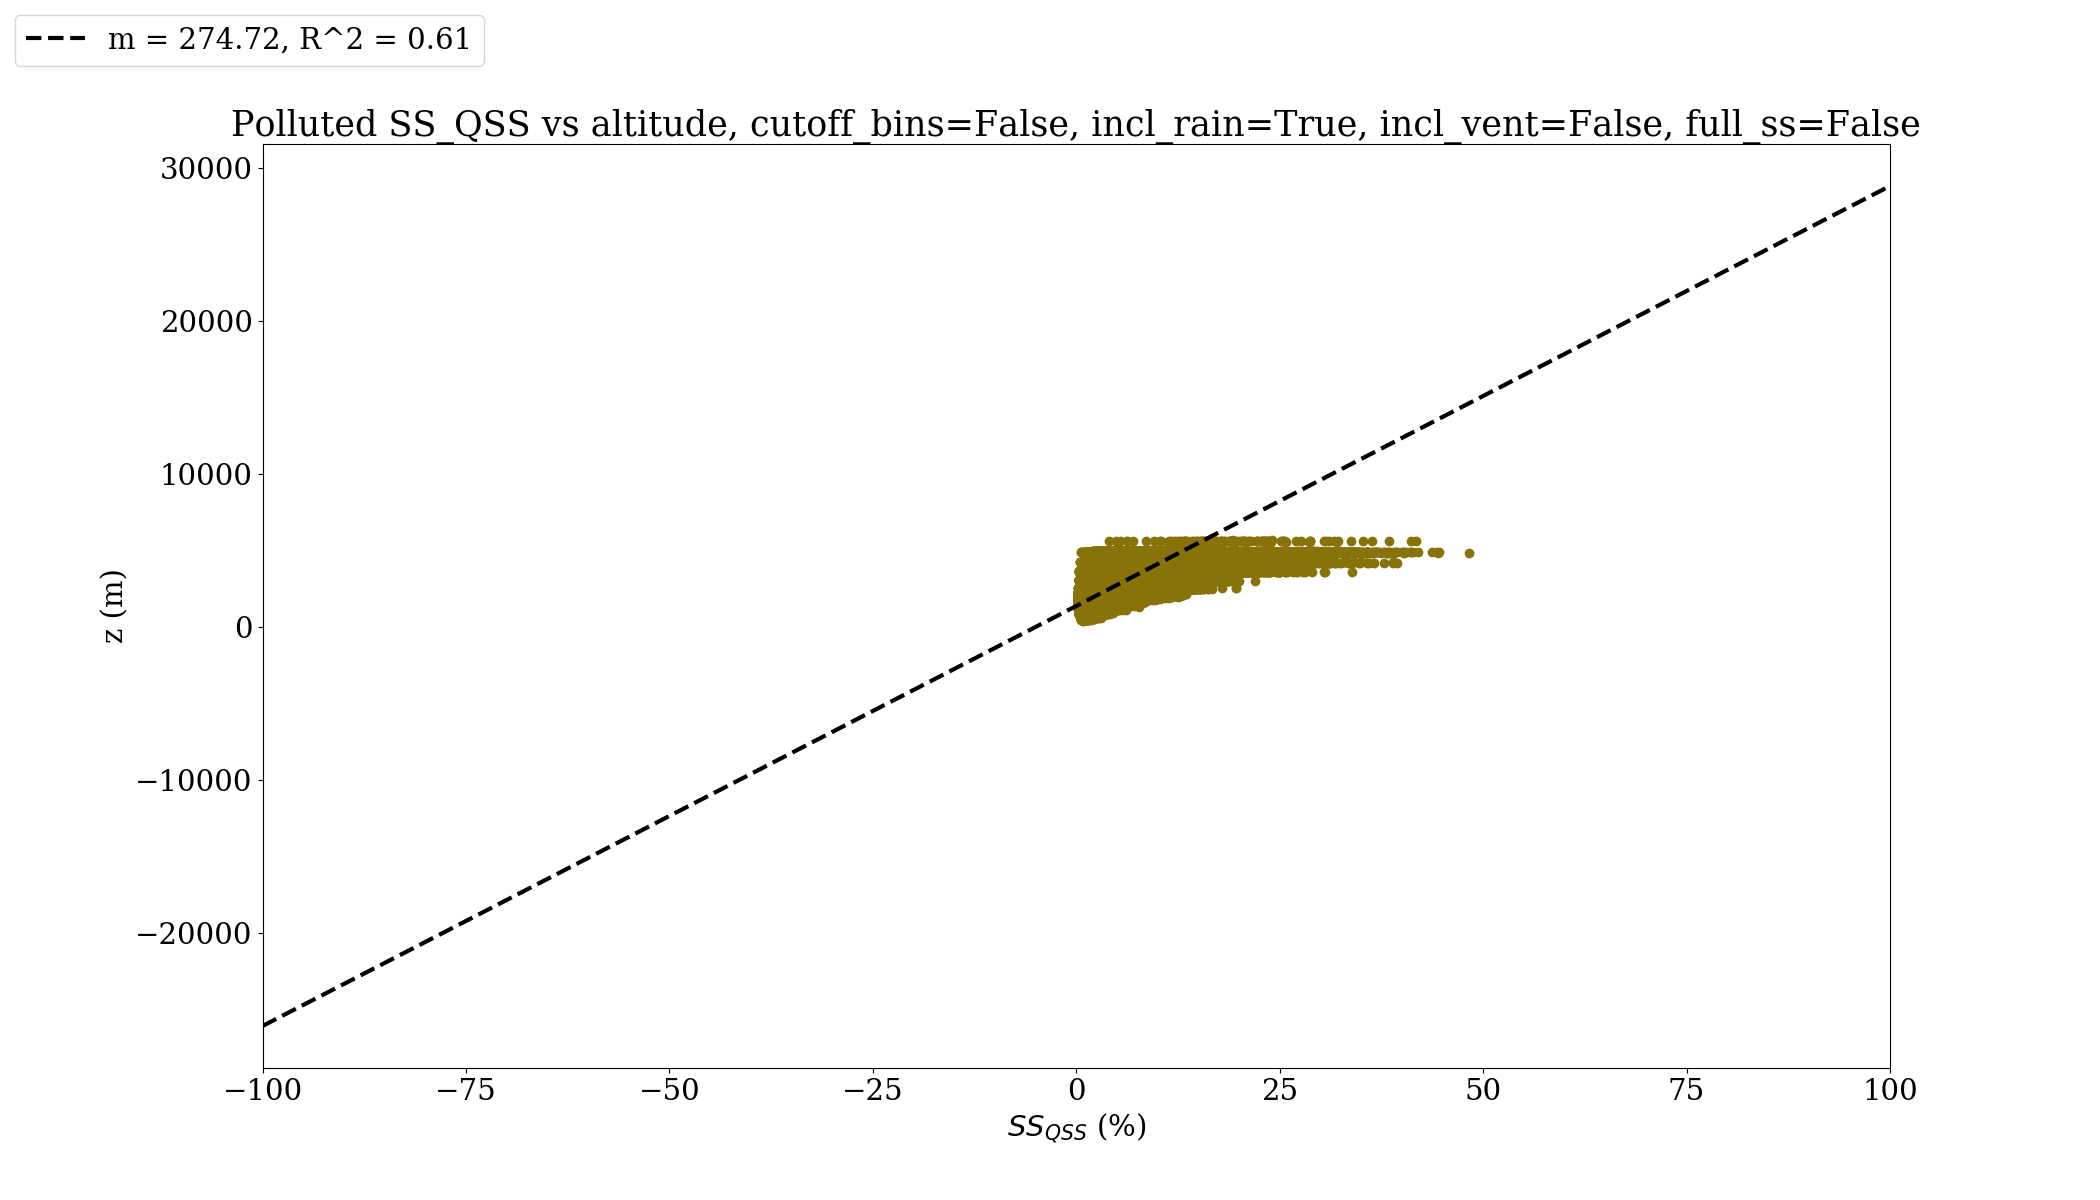 m = 274.72, R^2 = 0.61
Polluted SS_QSS vs altitude, cutoff_bins=False, incl_rain=True, incl_vent=False, full_ss=False
30000
20000
10000
0
−10000
−20000
z (m)
−100 −75 −50 −25 0 25 50 75 100
SS_QSS (%)